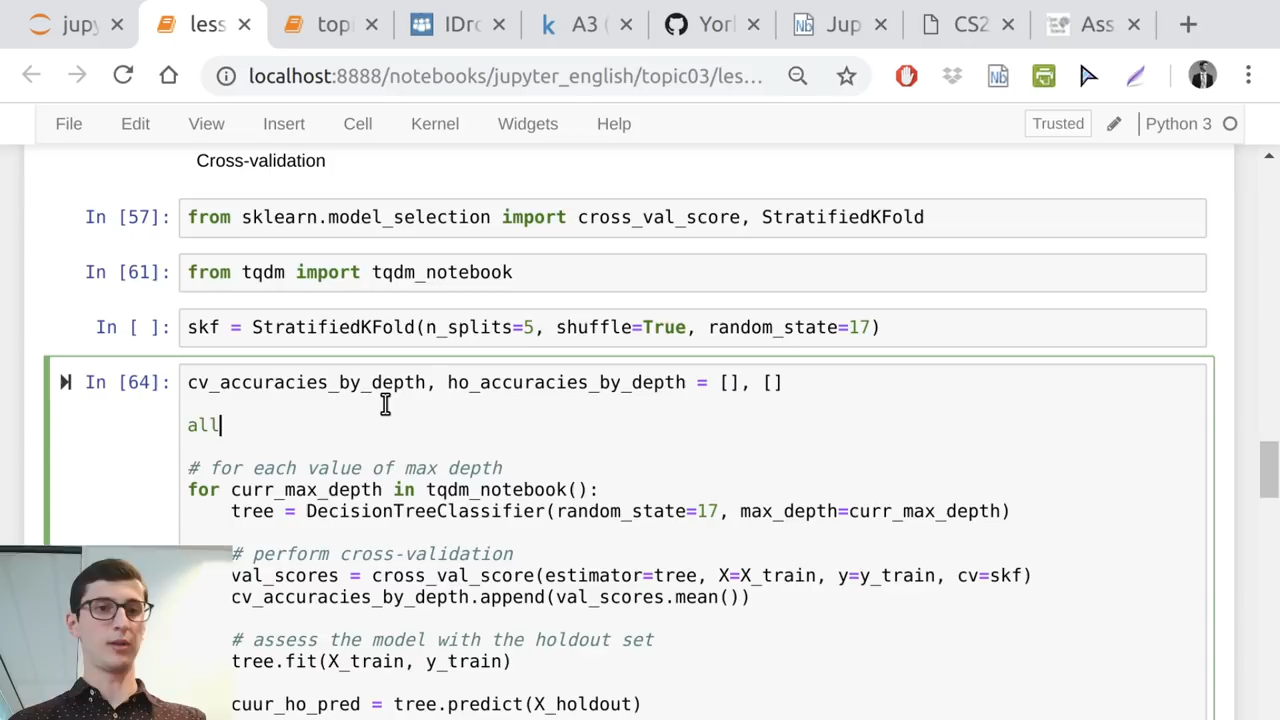 jupy
less
topi
IDro
A3 (
Yorl
Jup
CS2
Ass
localhost:8888/notebooks/jupyter_english/topic03/les...
File Edit View Insert Cell Kernel Widgets Help Trusted Python 3
Cross-validation
In [57]: from sklearn.model_selection import cross_val_score, StratifiedKFold
In [61]: from tqdm import tqdm_notebook
In [ ]: skf = StratifiedKFold(n_splits=5, shuffle=True, random_state=17)
In [64]: cv_accuracies_by_depth, ho_accuracies_by_depth = [], []
all
# for each value of max depth
for curr_max_depth in tqdm_notebook():
tree = DecisionTreeClassifier(random_state=17, max_depth=curr_max_depth)
# perform cross-validation
val_scores = cross_val_score(estimator=tree, X=X_train, y=y_train, cv=skf)
cv_accuracies_by_depth.append(val_scores.mean())
# assess the model with the holdout set
tree.fit(X_train, y_train)
cuur_ho_pred = tree.predict(X_holdout)